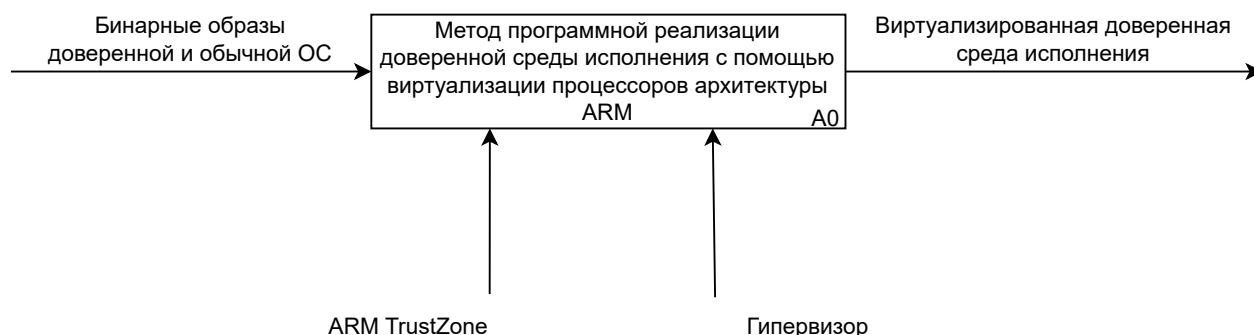 Бинарные образы
доверенной и обычной ОС
Метод программной реализации
доверенной среды исполнения с помощью
виртуализации процессоров архитектуры
ARM
A0
Виртуализированная доверенная
среда исполнения
ARM TrustZone
Гипервизор